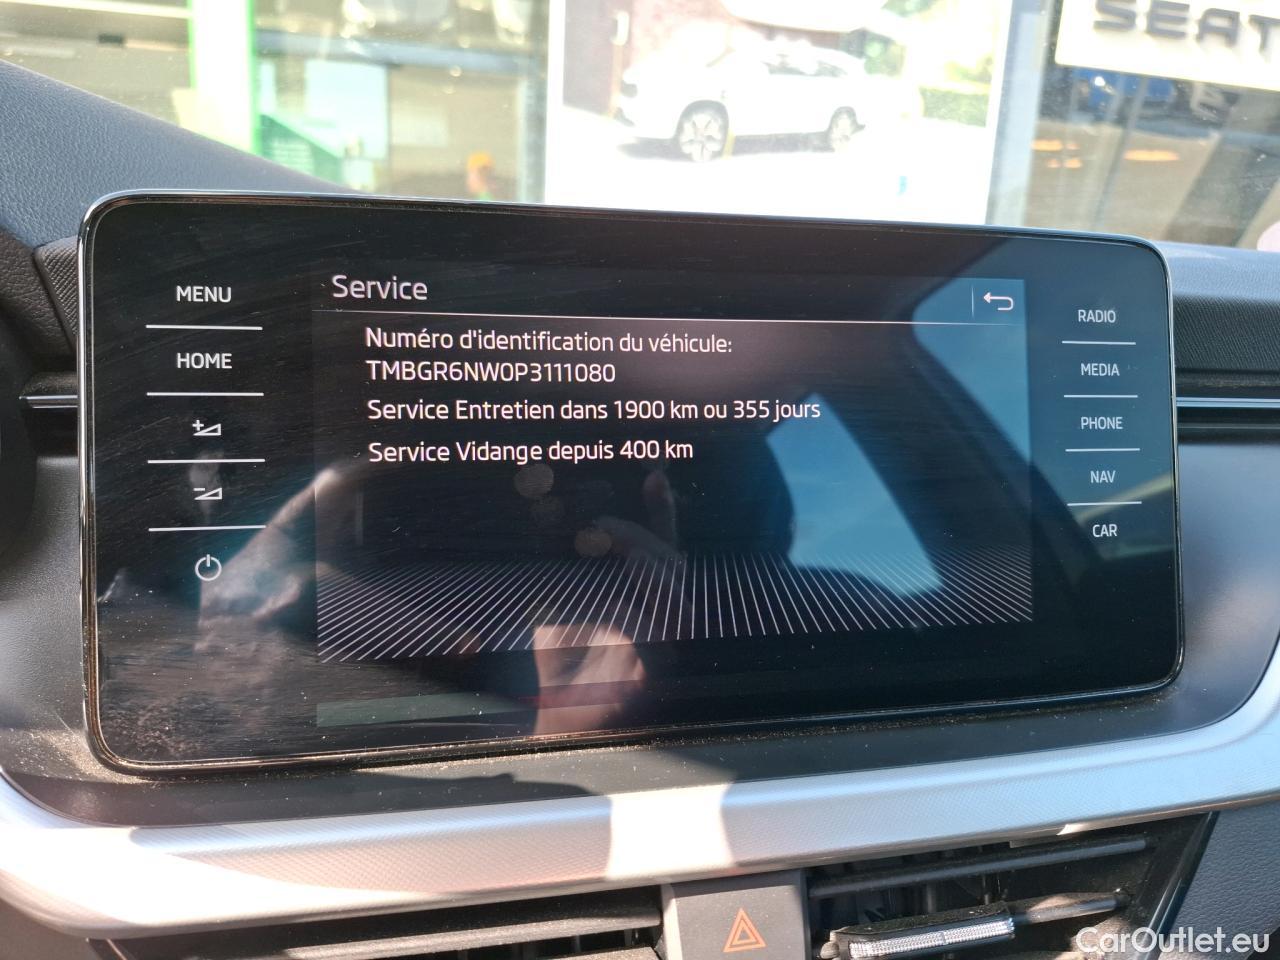 SEAT
MENU
HOME
Service
Numéro d'identification du véhicule:
TMBGR6NW0P3111080
Service Entretien dans 1900 km ou 355 jours
Service Vidange depuis 400 km
RADIO
MEDIA
PHONE
NAV
CAR
CarOutlet.eu